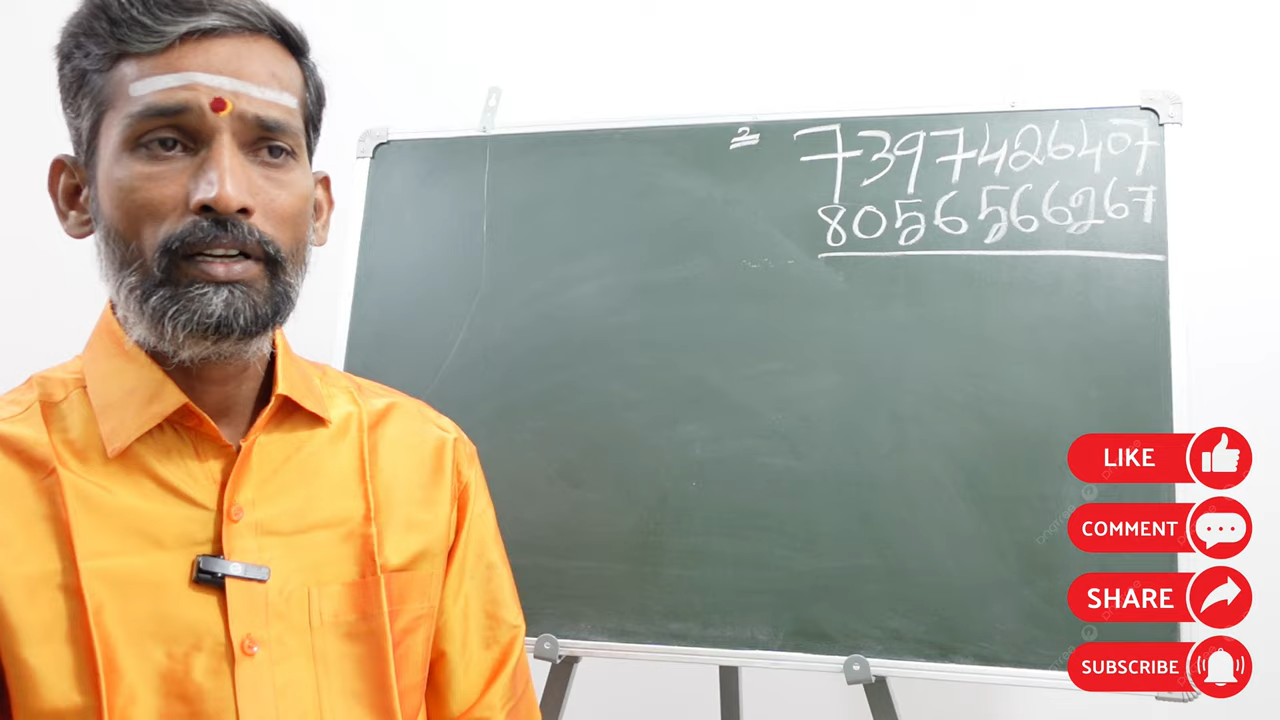 = 7397426407
8056566267
LIKE
COMMENT
SHARE
SUBSCRIBE